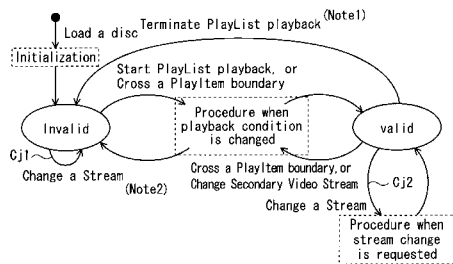 Terminate PlayList playback(Note1)
Load a disc
Initialization
Start PlayList playback, or
Cross a PlayItem boundary
Procedure when
playback condition
is changed
Invalid
valid
Cj1
Change a Stream
(Note2)
Cross a PlayItem boundary,or
Change Secondary Video Stream
Cj2
Change a Stream
Procedure when
stream change
is requested